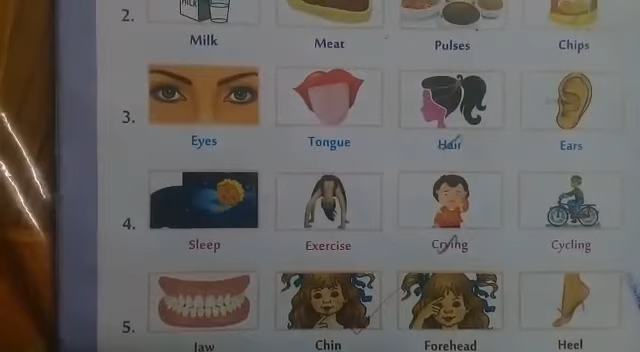 2.
MILK
Milk Meat Pulses Chips
3.
Eyes Tongue Hair Ears
4.
Sleep Exercise Crying Cycling
5.
Jaw Chin Forehead Heel